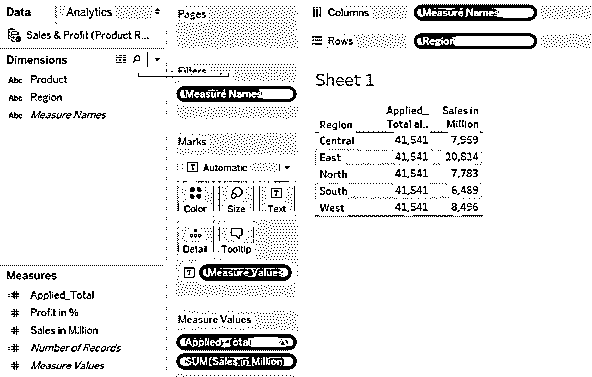 Data Analytics
Sales & Profit (Product R...
Dimensions
Abc Product
Abc Region
Abc Measure Names
Measures
# Applied_Total
# Profit in %
# Sales in Million
# Number of Records
# Measure Values
Pages
Filters
Measure Names
Marks
T Automatic
Color Size Text
Detail Tooltip
Measure Values
Measure Values
Applied_Total
SUM(Sales in Million)
Columns Measure Names
Rows Region
Sheet 1
Applied_ Sales in
Region Total al.. Million
Central 41,541 7,959
East 41,541 10,814
North 41,541 7,783
South 41,541 6,489
West 41,541 8,496